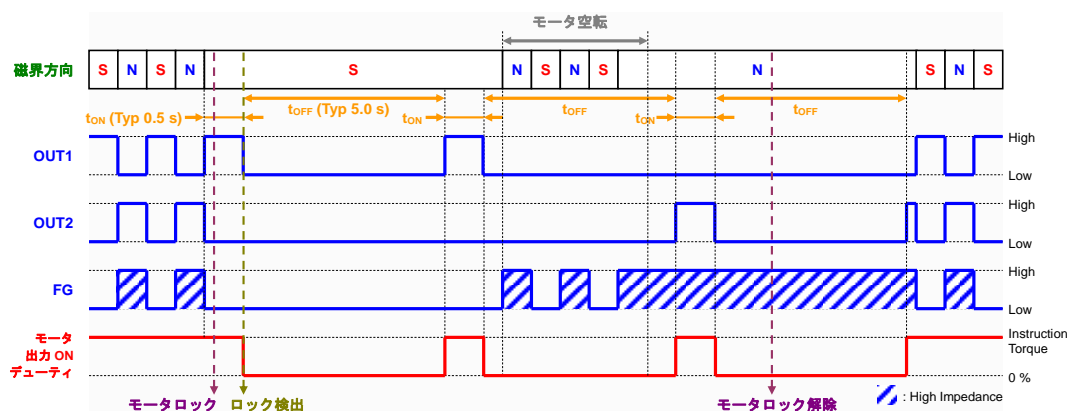 モータ空転
磁界方向 S N S N S N S N S N S N S
tON (Typ 0.5 s) tOFF (Typ 5.0 s) tON tOFF tON tOFF
OUT1 High
Low
OUT2 High
Low
FG High
Low
モータ
出力 ON
デューティ
Instruction
Torque
0 %
モータロック ロック検出 モータロック解除 : High Impedance